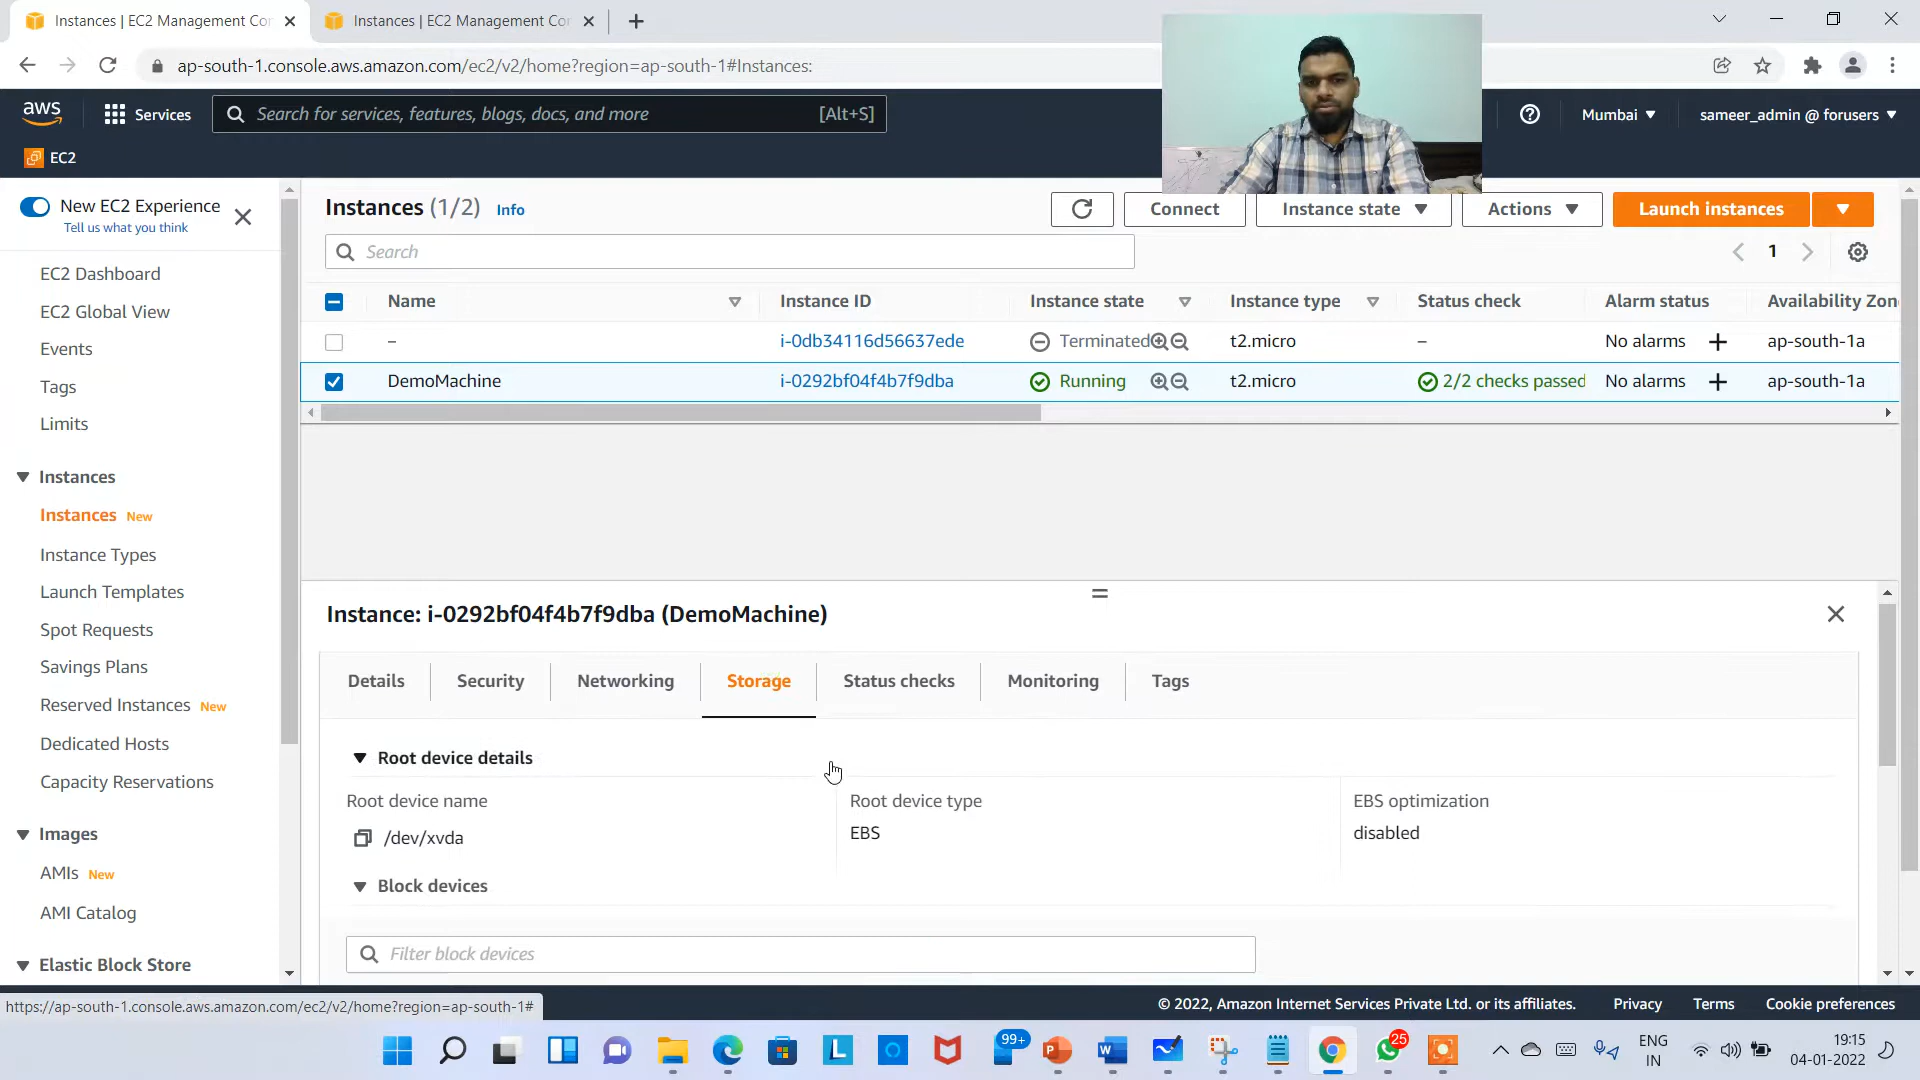 Instances | EC2 Management Con
Instances | EC2 Management Co
ap-south-1.console.aws.amazon.com/ec2/v2/home?region=ap-south-1#Instances:
aws
Services
Search for services, features, blogs, docs, and more
[Alt+S]
Mumbai
sameer_admin @ forusers
EC2
New EC2 Experience
Tell us what you think
EC2 Dashboard
EC2 Global View
Events
Tags
Limits
Instances
Instances New
Instance Types
Launch Templates
Spot Requests
Savings Plans
Reserved Instances New
Dedicated Hosts
Capacity Reservations
Images
AMIs New
AMI Catalog
Elastic Block Store
Instances (1/2) Info
Connect
Instance state
Actions
Launch instances
Search
1
Name Instance ID Instance state Instance type Status check Alarm status Availability Zon
– i-0db34116d56637ede Terminated t2.micro – No alarms + ap-south-1a
DemoMachine i-0292bf04f4b7f9dba Running t2.micro 2/2 checks passed No alarms + ap-south-1a
Instance: i-0292bf04f4b7f9dba (DemoMachine)
Details Security Networking Storage Status checks Monitoring Tags
Root device details
Root device name Root device type EBS optimization
/dev/xvda EBS disabled
Block devices
Filter block devices
https://ap-south-1.console.aws.amazon.com/ec2/v2/home?region=ap-south-1#
© 2022, Amazon Internet Services Private Ltd. or its affiliates. Privacy Terms Cookie preferences
99+
25
ENG
IN
19:15
04-01-2022